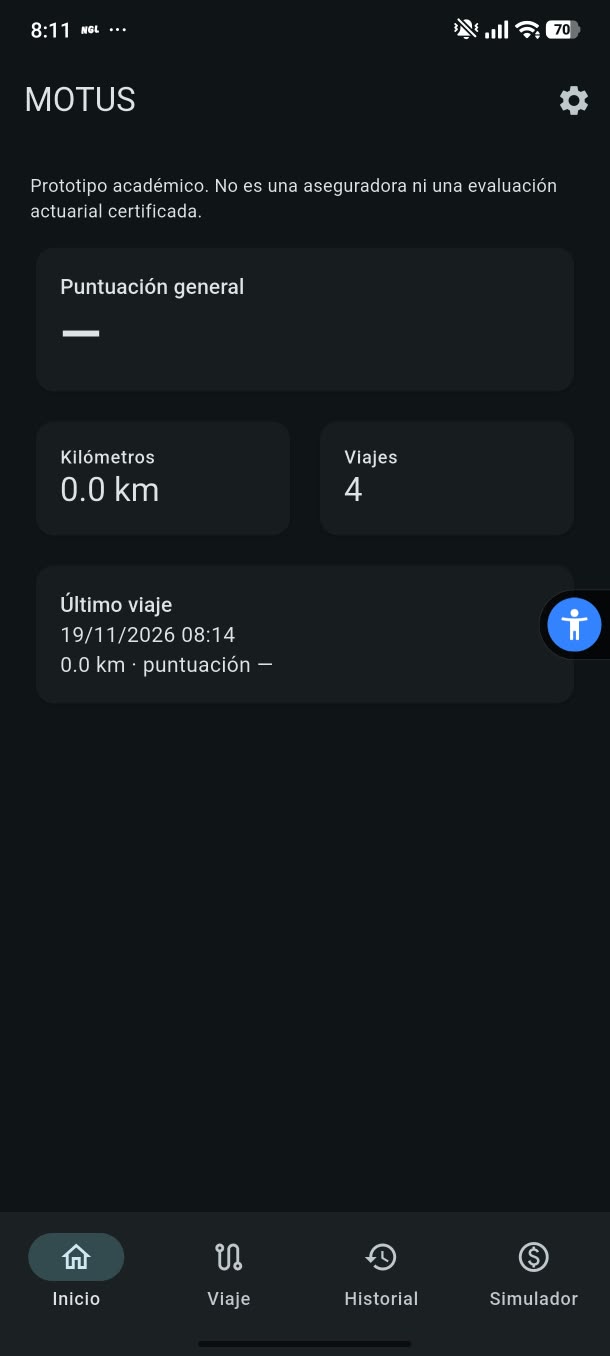 8:11 NGL ...
70
MOTUS
Prototipo académico. No es una aseguradora ni una evaluación
actuarial certificada.
Puntuación general
—
Kilómetros
0.0 km
Viajes
4
Último viaje
19/11/2026 08:14
0.0 km · puntuación —
Inicio
Viaje
Historial
Simulador